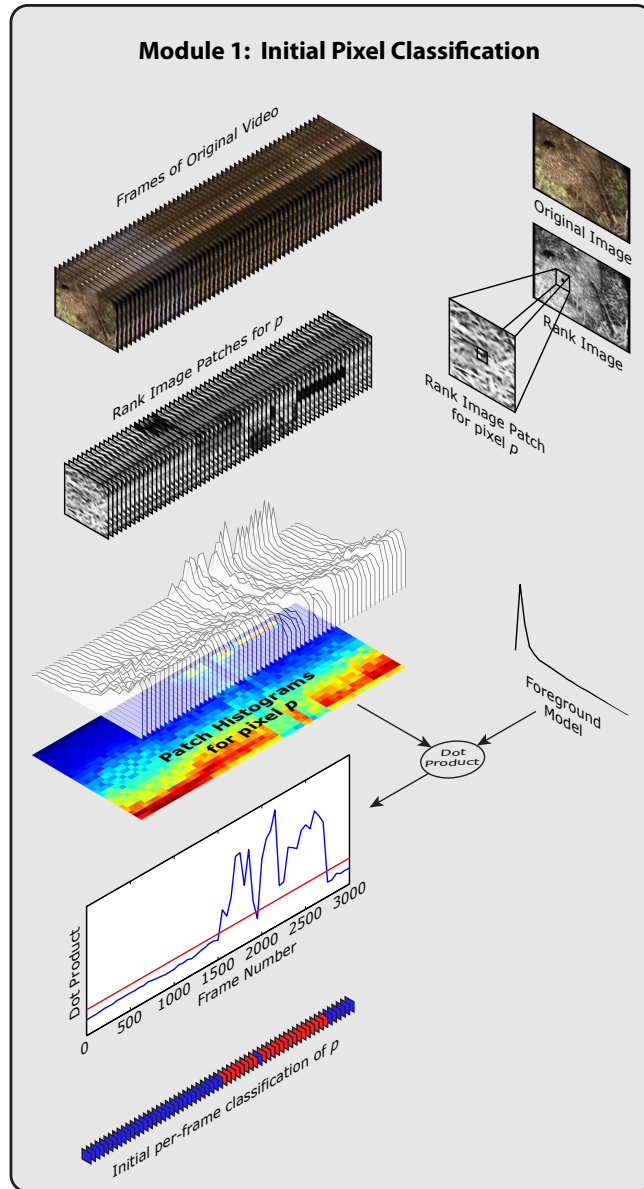 Module 1: Initial Pixel Classification
Frames of Original Video
Original Image
Rank Image
Rank Image Patch
for pixel p
Rank Image Patches for p
Patch Histograms
for pixel p
Foreground
Model
Dot
Product
Dot Product
0
500
1000
1500
2000
2500
3000
Frame Number
Initial per-frame classification of p